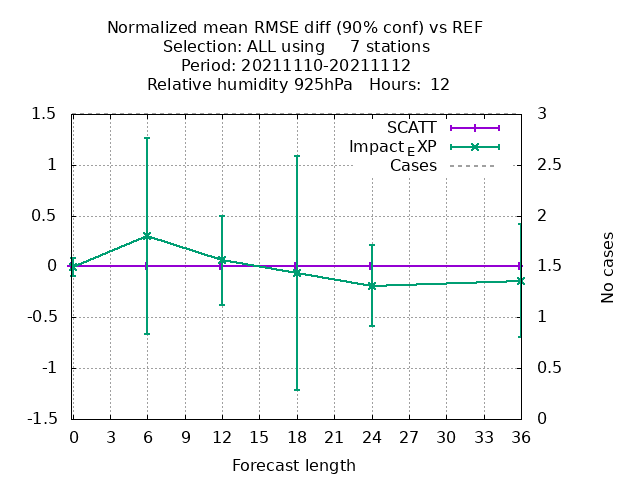 Normalized mean RMSE diff (90% conf) vs REF
Selection: ALL using     7 stations
Period: 20211110-20211112
Relative humidity 925hPa   Hours:  12
1.5
1
0.5
0
-0.5
-1
-1.5
3
2.5
2
1.5
1
0.5
0
SCATT
Impact_EXP
Cases
No cases
0 3 6 9 12 15 18 21 24 27 30 33 36
Forecast length